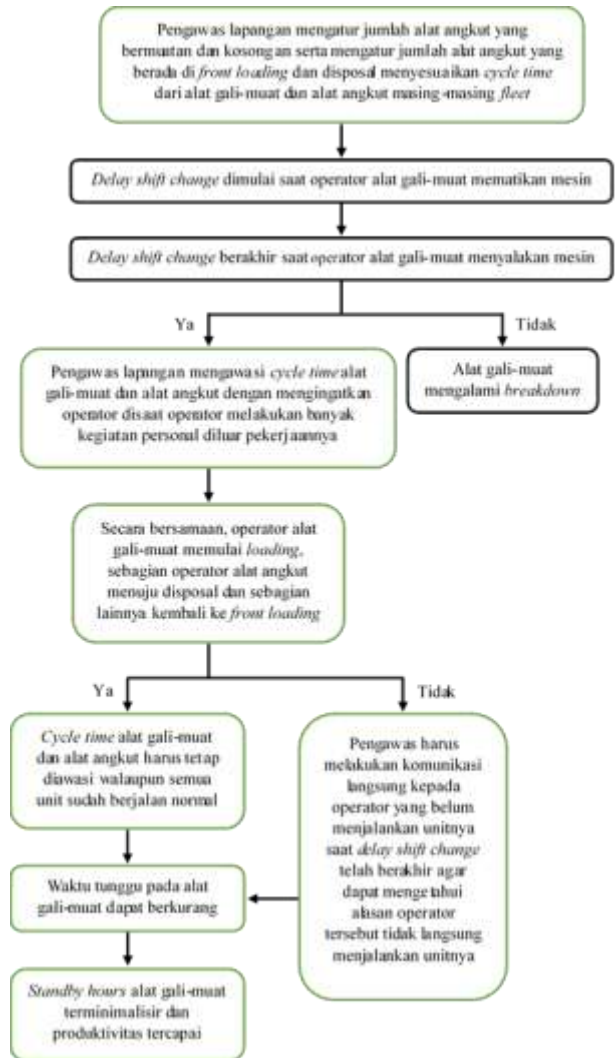 Pengawas lapangan mengatur jumlah alat angkut yang
bermuatan dan kosongan serta mengatur jumlah alat angkut yang
berada di front loading dan disposal menyesuaikan cycle time
dari alat gali-muat dan alat angkut masing-masing fleet
Delay shift change dimulai saat operator alat gali-muat mematikan mesin
Delay shift change berakhir saat operator alat gali-muat menyalakan mesin
Ya
Tidak
Pengawas lapangan mengawasi cycle time alat
gali-muat dan alat angkut dengan mengingatkan
operator disaat operator melakukan banyak
kegiatan personal diluar pekerjaannya
Alat gali-muat
mengalami breakdown
Secara bersamaan, operator alat
gali-muat memulai loading,
sebagian operator alat angkut
menuju disposal dan sebagian
lainnya kembali ke front loading
Ya
Tidak
Cycle time alat gali-muat
dan alat angkut harus tetap
diawasi walaupun semua
unit sudah berjalan normal
Pengawas harus
melakukan komunikasi
langsung kepada
operator yang belum
menjalankan unitnya
saat delay shift change
telah berakhir agar
dapat mengetahui
alasan operator
tersebut tidak langsung
menjalankan unitnya
Waktu tunggu pada alat
gali-muat dapat berkurang
Standby hours alat gali-muat
terminimalisir dan
produktivitas tercapai